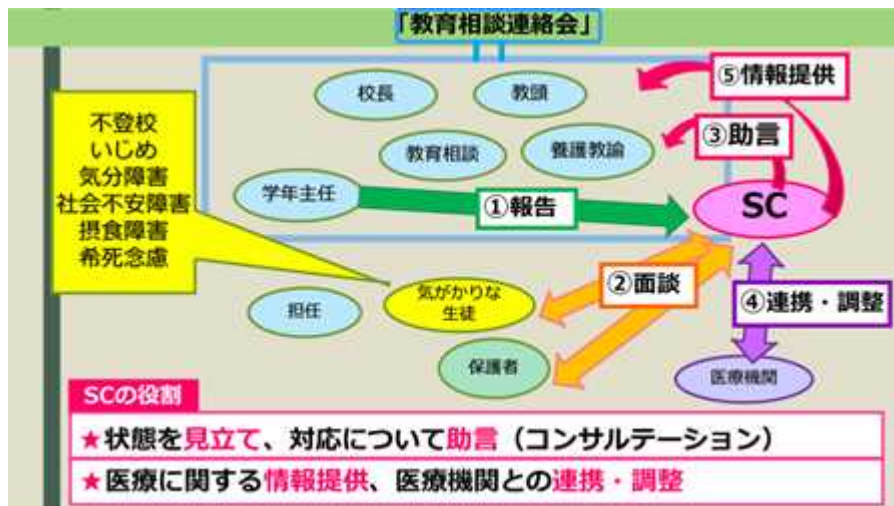 「教育相談連絡会」
校長
教頭
⑤情報提供
教育相談
養護教諭
③助言
学年主任
①報告
SC
不登校
いじめ
気分障害
社会不安障害
摂食障害
希死念慮
担任
気がかりな
生徒
②面談
④連携・調整
保護者
医療機関
SCの役割
★状態を見立て、対応について助言（コンサルテーション）
★医療に関する情報提供、医療機関との連携・調整